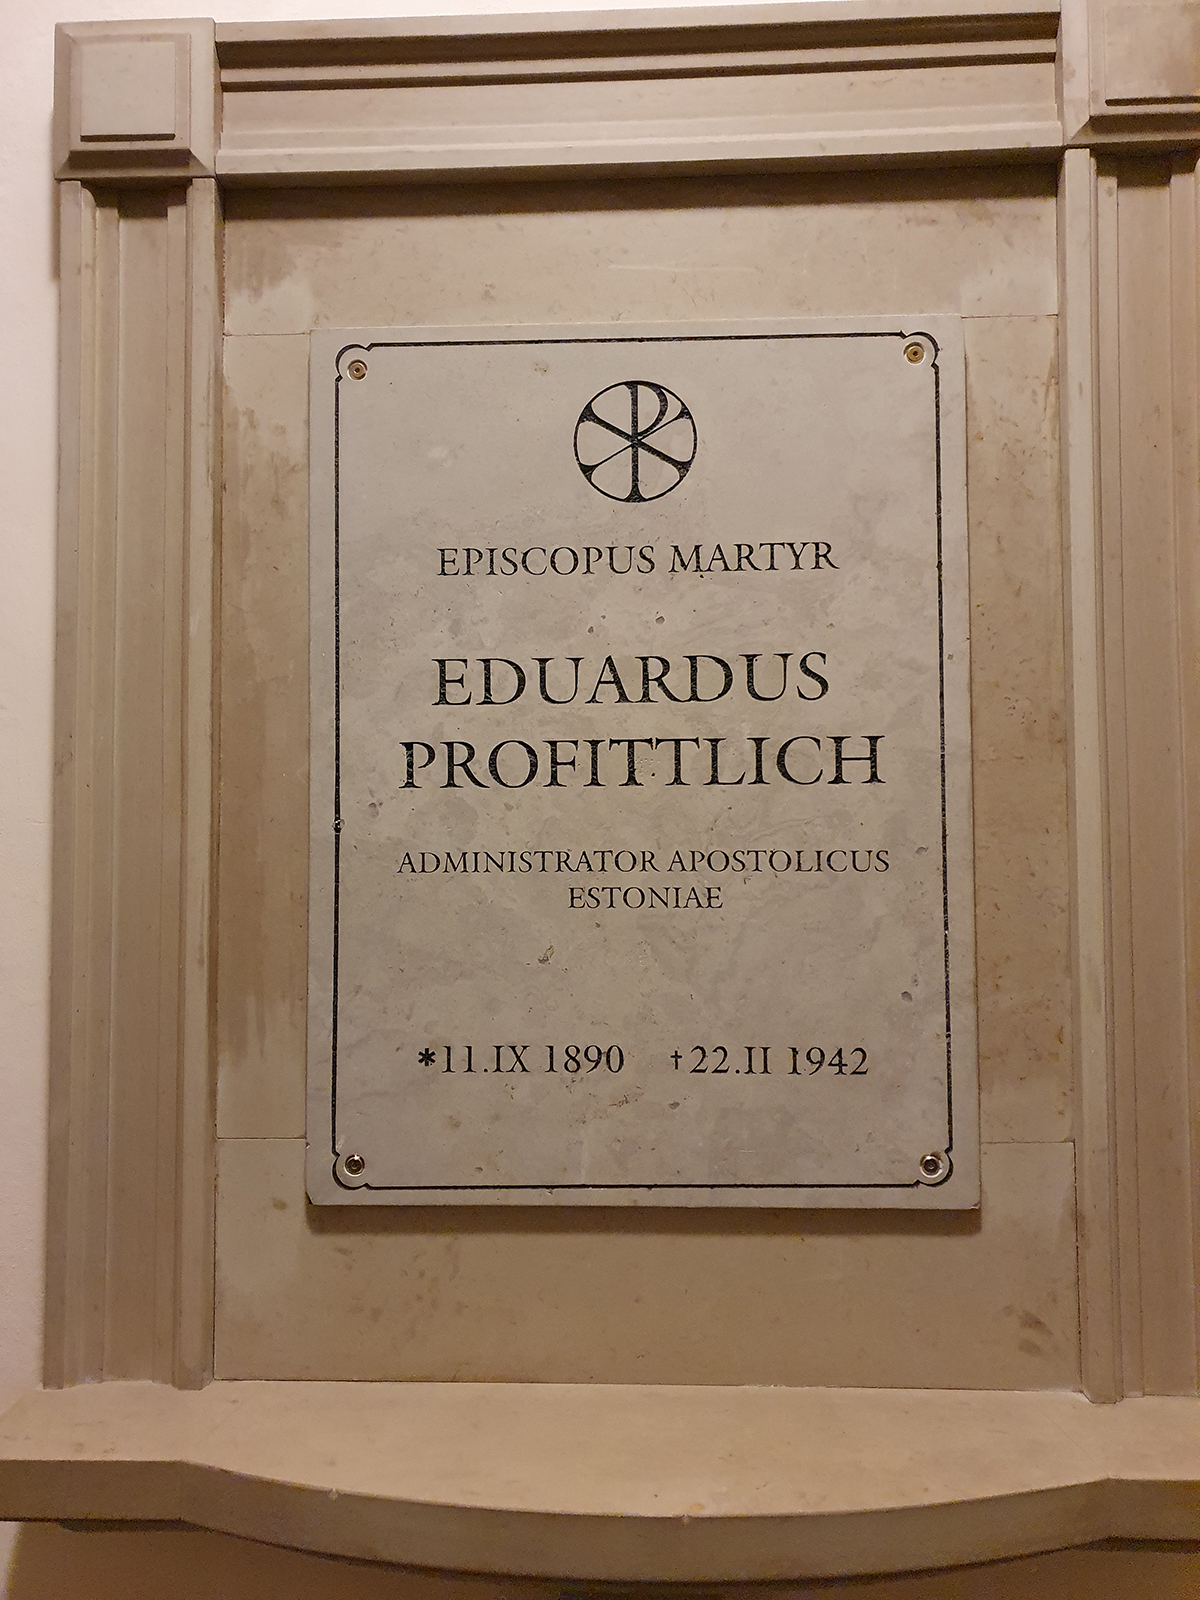 EPISCOPUS MARTYR
EDUARDUS
PROFITTLICH
ADMINISTRATOR APOSTOLICUS
ESTONIAE
*11.IX 1890 †22.II 1942